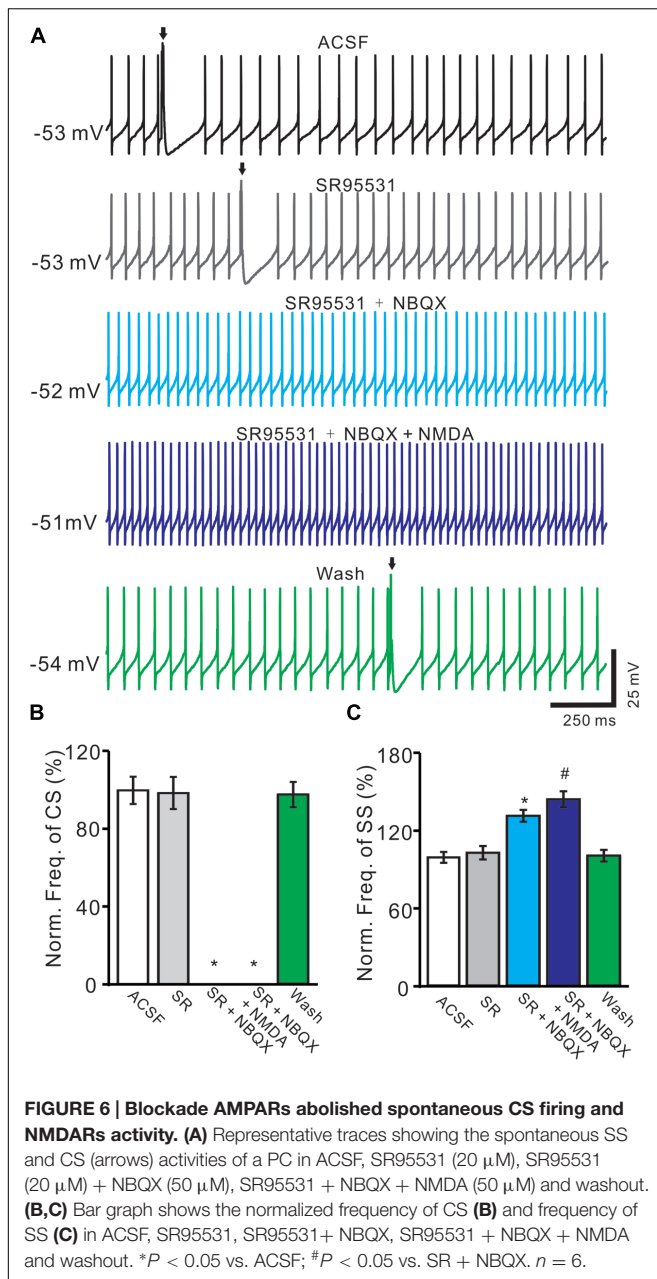 A
ACSF
-53 mV
SR95531
-53 mV
SR95531 + NBQX
-52 mV
SR95531 + NBQX + NMDA
-51mV
Wash
-54 mV
25 mV
250 ms
B
Norm. Freq. of CS (%)
120
80
40
0
* *
ACSF
SR
SR + NBQX
SR + NBQX
+ NMDA
Wash
C
Norm. Freq. of SS (%)
180
120
60
0
*
#
ACSF
SR
SR + NBQX
SR + NBQX
+ NMDA
Wash
FIGURE 6 | Blockade AMPARs abolished spontaneous CS firing and
NMDARs activity. (A) Representative traces showing the spontaneous SS
and CS (arrows) activities of a PC in ACSF, SR95531 (20 μM), SR95531
(20 μM) + NBQX (50 μM), SR95531 + NBQX + NMDA (50 μM) and washout.
(B,C) Bar graph shows the normalized frequency of CS (B) and frequency of
SS (C) in ACSF, SR95531, SR95531+ NBQX, SR95531 + NBQX + NMDA
and washout. *P < 0.05 vs. ACSF; #P < 0.05 vs. SR + NBQX. n = 6.